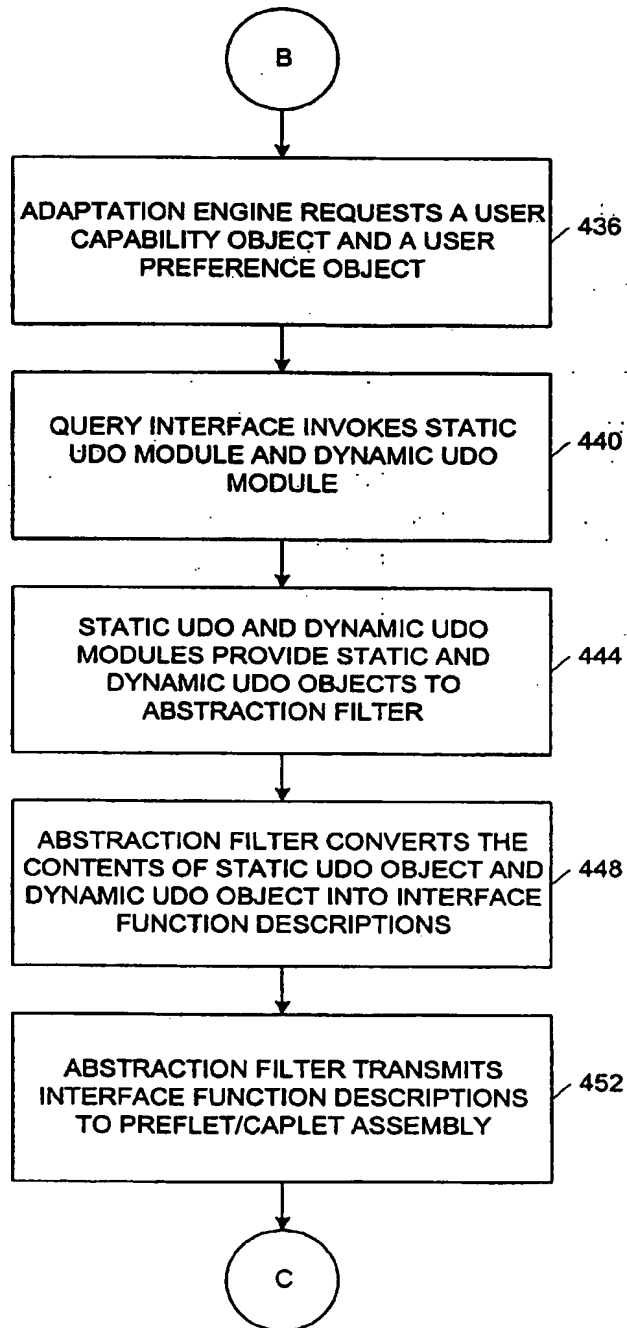 B
ADAPTATION ENGINE REQUESTS A USER
CAPABILITY OBJECT AND A USER
PREFERENCE OBJECT
436
QUERY INTERFACE INVOKES STATIC
UDO MODULE AND DYNAMIC UDO
MODULE
440
STATIC UDO AND DYNAMIC UDO
MODULES PROVIDE STATIC AND
DYNAMIC UDO OBJECTS TO
ABSTRACTION FILTER
444
ABSTRACTION FILTER CONVERTS THE
CONTENTS OF STATIC UDO OBJECT AND
DYNAMIC UDO OBJECT INTO INTERFACE
FUNCTION DESCRIPTIONS
448
ABSTRACTION FILTER TRANSMITS
INTERFACE FUNCTION DESCRIPTIONS
TO PREFLET/CAPLET ASSEMBLY
452
C